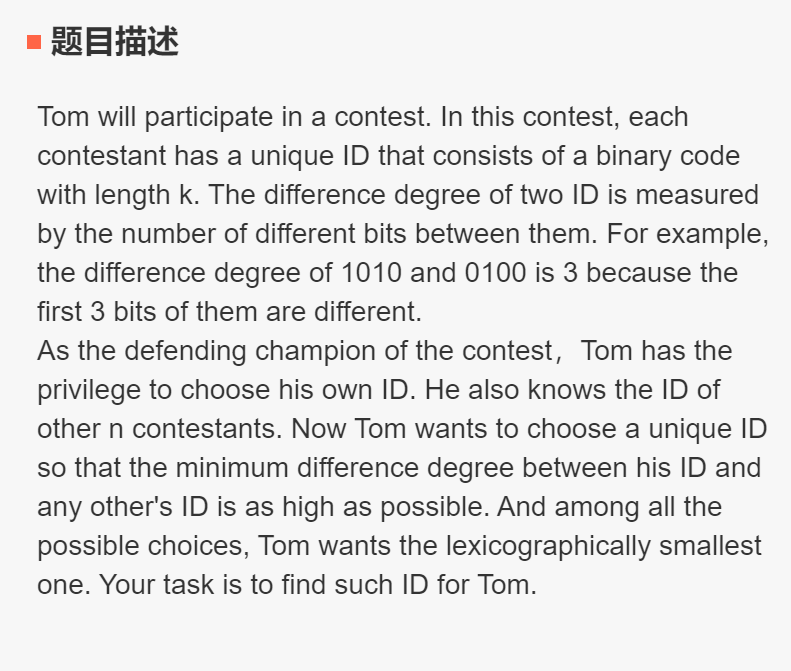 题目描述
Tom will participate in a contest. In this contest, each
contestant has a unique ID that consists of a binary code
with length k. The difference degree of two ID is measured
by the number of different bits between them. For example,
the difference degree of 1010 and 0100 is 3 because the
first 3 bits of them are different.
As the defending champion of the contest，Tom has the
privilege to choose his own ID. He also knows the ID of
other n contestants. Now Tom wants to choose a unique ID
so that the minimum difference degree between his ID and
any other's ID is as high as possible. And among all the
possible choices, Tom wants the lexicographically smallest
one. Your task is to find such ID for Tom.